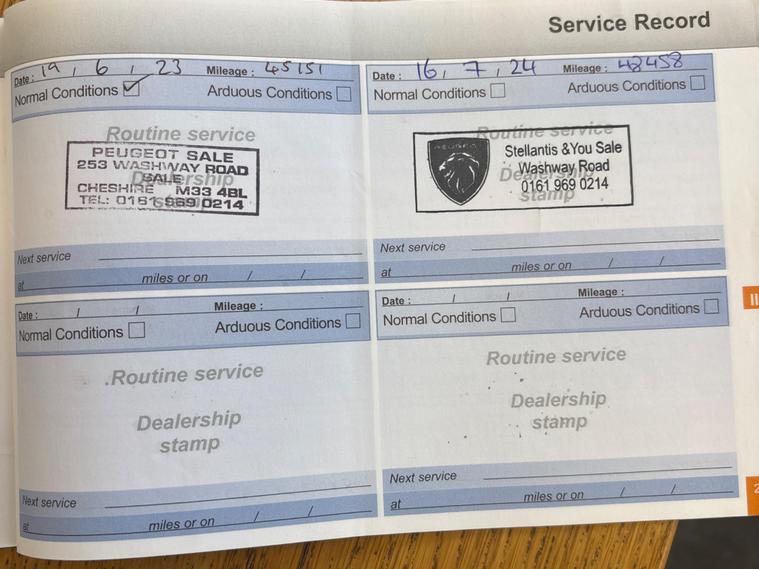 Service Record
Date : 19 , 6 , 23 Mileage : 45151
Normal Conditions Arduous Conditions
Routine service
PEUGEOT SALE
253 WASHWAY ROAD
SALE
CHESHIRE M33 4BL
TEL: 0161 969 0214
Dealership
stamp
Next service
at miles or on / /
Date : 16 , 7 , 24 Mileage : 48458
Normal Conditions Arduous Conditions
Routine service
PEUGEOT
Stellantis &You Sale
Washway Road
0161 969 0214
Dealership
stamp
Next service
at miles or on / /
Date : / / Mileage :
Normal Conditions Arduous Conditions
Routine service
Dealership
stamp
Next service
at miles or on / /
Date : / / Mileage :
Normal Conditions Arduous Conditions
Routine service
Dealership
stamp
Next service
at miles or on / /